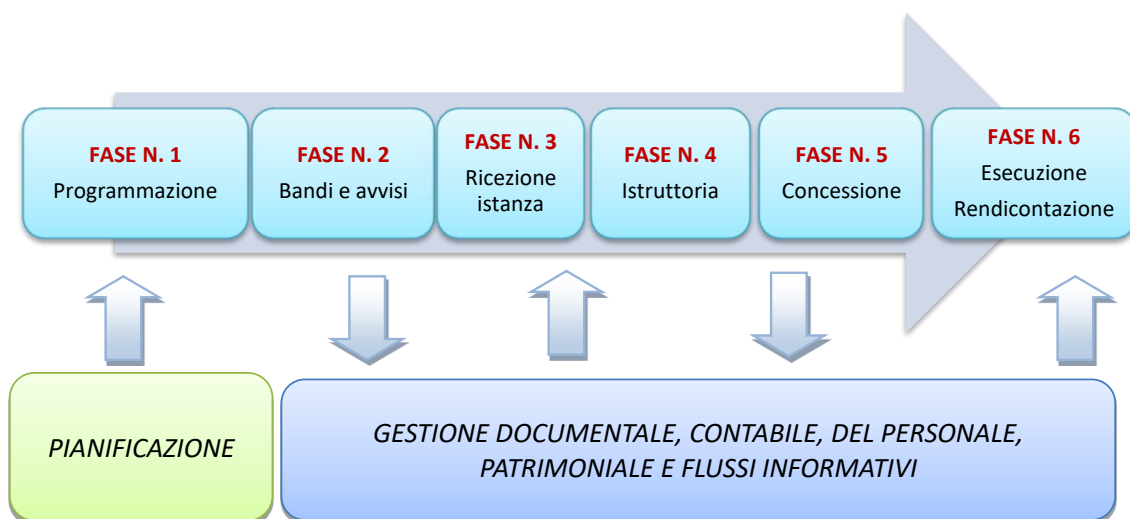 FASE N. 1
Programmazione
FASE N. 2
Bandi e avvisi
FASE N. 3
Ricezione
istanza
FASE N. 4
Istruttoria
FASE N. 5
Concessione
FASE N. 6
Esecuzione
Rendicontazione
PIANIFICAZIONE
GESTIONE DOCUMENTALE, CONTABILE, DEL PERSONALE,
PATRIMONIALE E FLUSSI INFORMATIVI